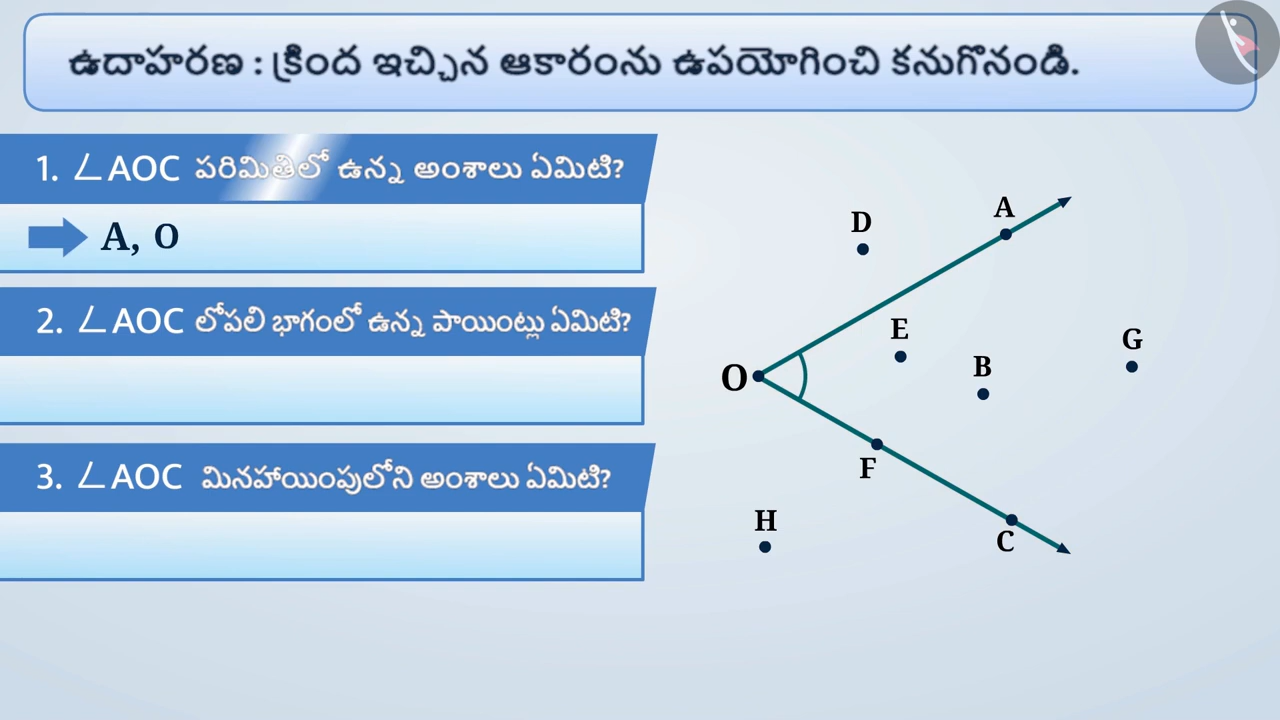 ఉదాహరణ : క్రింద ఇచ్చిన ఆకారంను ఉపయోగించి కనుగొనండి.
1. ∠AOC పరిమితిలో ఉన్న అంశాలు ఏమిటి?
A, O
2. ∠AOC లోపలి భాగంలో ఉన్న పాయింట్లు ఏమిటి?
3. ∠AOC మినహాయింపులోని అంశాలు ఏమిటి?
A
D
E
G
B
O
F
H
C